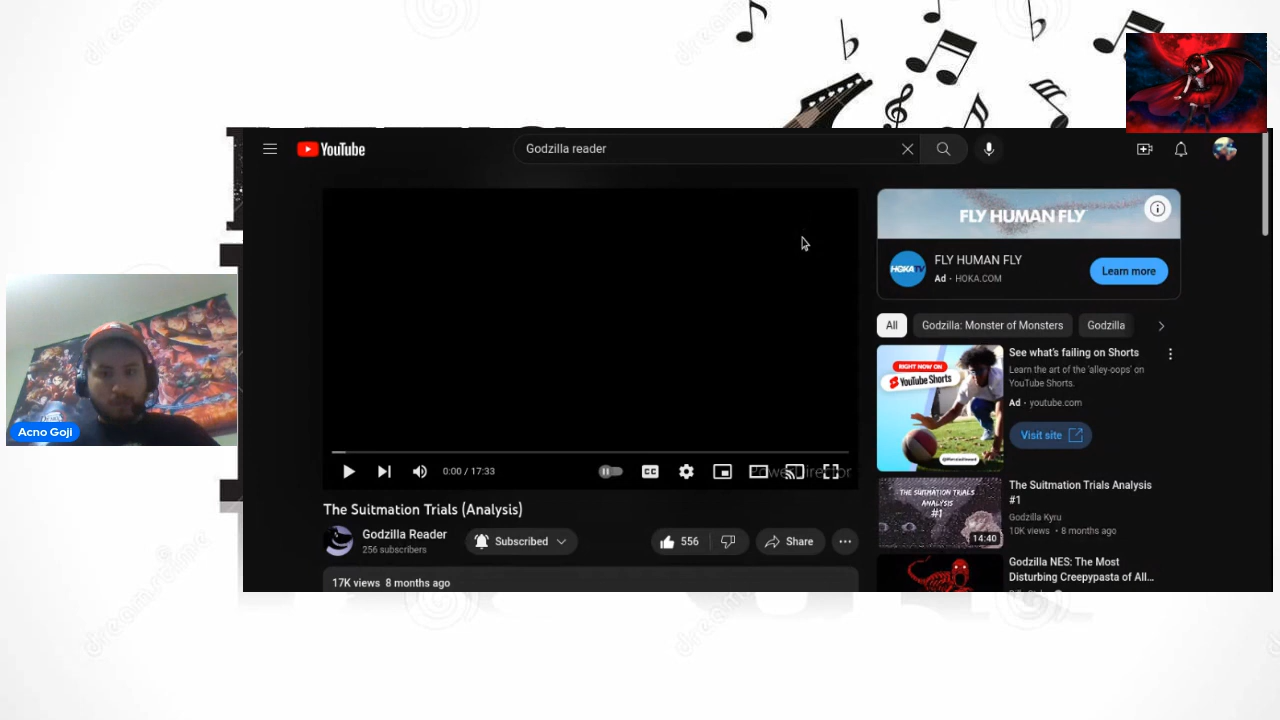 dreamstime
YouTube
Godzilla reader
FLY HUMAN FLY
HOKA TV
FLY HUMAN FLY
Ad - HOKA.COM
Learn more
All
Godzilla: Monster of Monsters
Godzilla
RIGHT NOW ON
YouTube Shorts
See what's failing on Shorts
Learn the art of the 'alley-oops' on
YouTube Shorts.
Ad · youtube.com
Visit site
Acno Goji
0:00 / 17:33
CC
The Suitmation Trials (Analysis)
Godzilla Reader
256 subscribers
Subscribed
556
Share
17K views 8 months ago
THE SUITMATION TRIALS
ANALYSIS
#1
14:40
The Suitmation Trials Analysis
#1
Godzilla Kyru
10K views · 8 months ago
Godzilla NES: The Most
Disturbing Creepypasta of All...